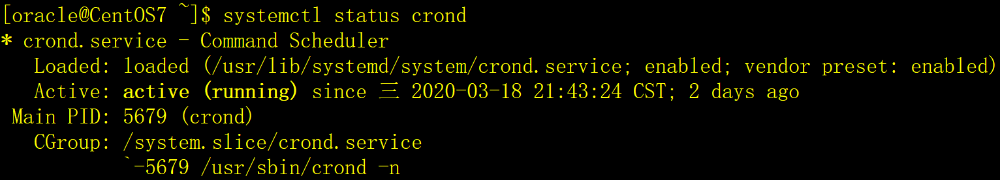 [oracle@CentOS7 ~]$ systemctl status crond
* crond.service - Command Scheduler
   Loaded: loaded (/usr/lib/systemd/system/crond.service; enabled; vendor preset: enabled)
   Active: active (running) since 三 2020-03-18 21:43:24 CST; 2 days ago
 Main PID: 5679 (crond)
   CGroup: /system.slice/crond.service
           `-5679 /usr/sbin/crond -n